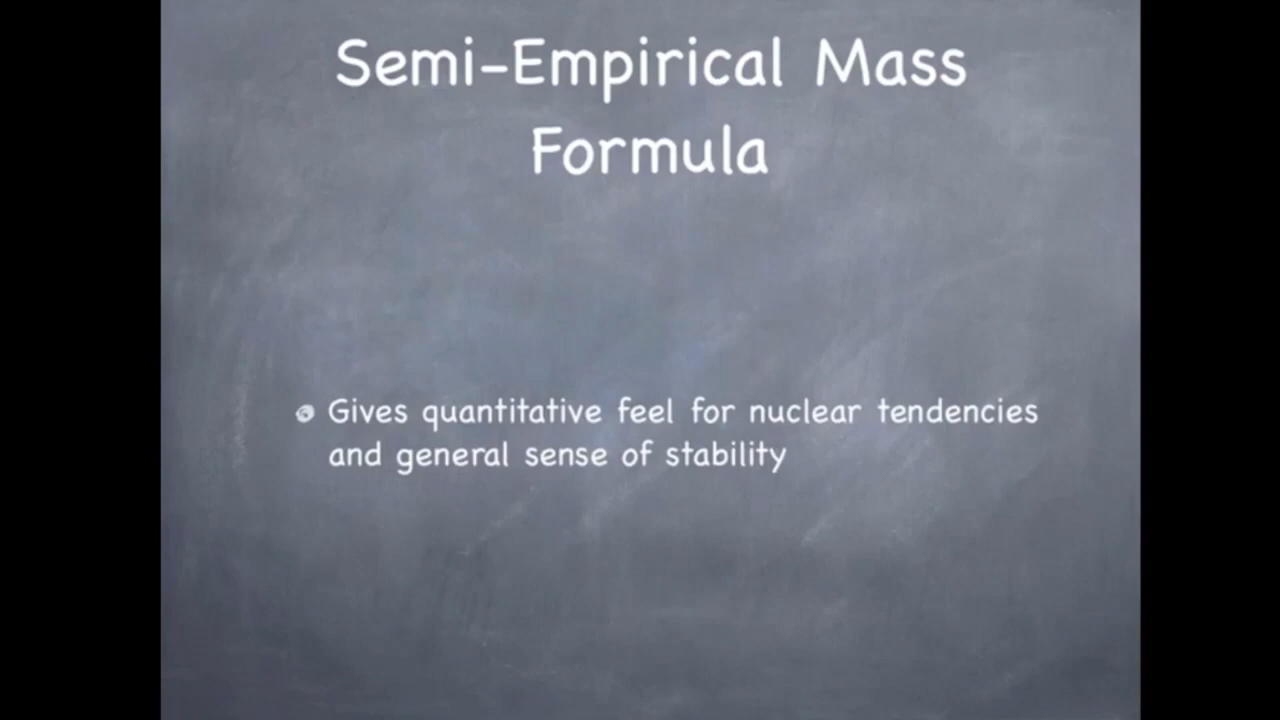 Semi-Empirical Mass
Formula
Gives quantitative feel for nuclear tendencies
and general sense of stability